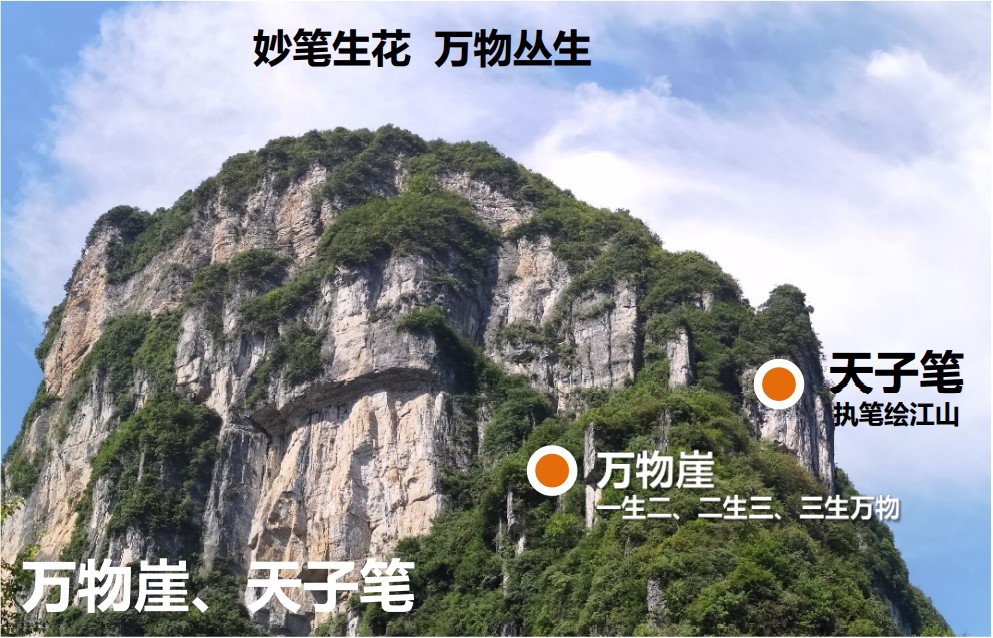 妙笔生花 万物丛生
天子笔
执笔绘江山
万物崖
一生二、二生三、三生万物
万物崖、天子笔